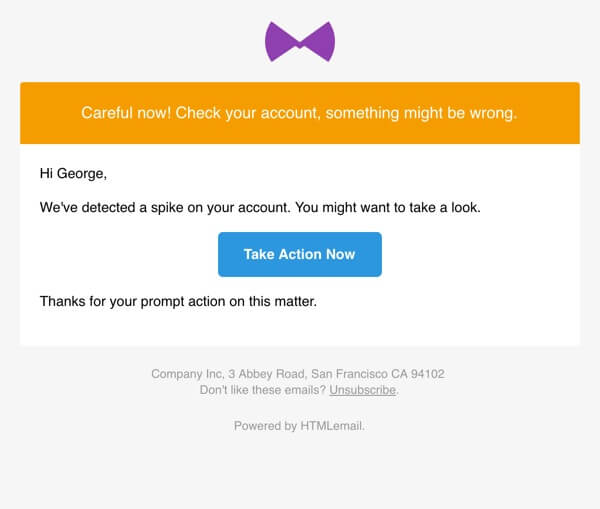 Careful now! Check your account, something might be wrong.
Hi George,
We've detected a spike on your account. You might want to take a look.
Take Action Now
Thanks for your prompt action on this matter.
Company Inc, 3 Abbey Road, San Francisco CA 94102
Don't like these emails? Unsubscribe.
Powered by HTMLemail.